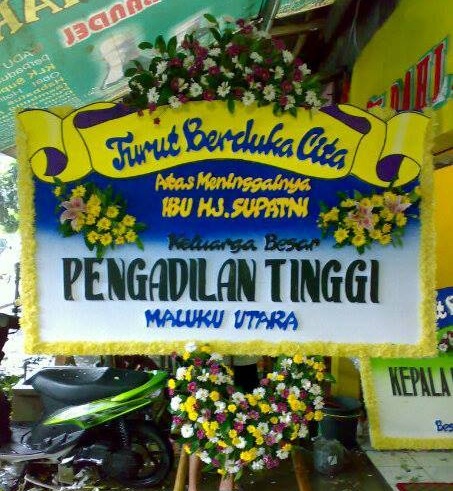 Turut Berduka Cita
Atas Meninggalnya
IBU HJ. SUPATNI
Keluarga Besar
PENGADILAN TINGGI
MALUKU UTARA
KEPALA